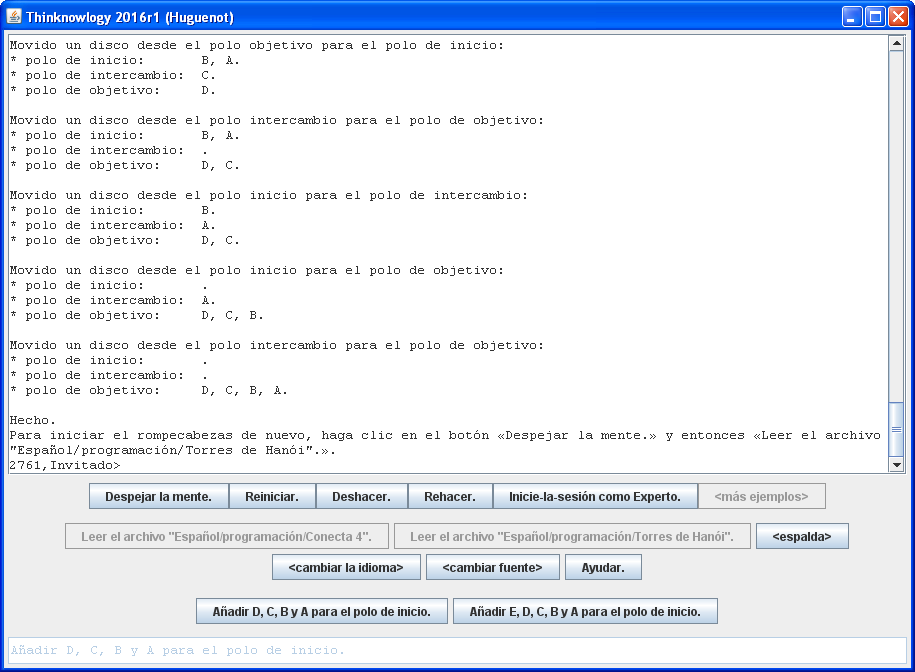 Thinknowlogy 2016r1 (Huguenot)
Movido un disco desde el polo objetivo para el polo de inicio:
* polo de inicio:       B, A.
* polo de intercambio:  C.
* polo de objetivo:     D.
Movido un disco desde el polo intercambio para el polo de objetivo:
* polo de inicio:       B, A.
* polo de intercambio:  .
* polo de objetivo:     D, C.
Movido un disco desde el polo inicio para el polo de intercambio:
* polo de inicio:       B.
* polo de intercambio:  A.
* polo de objetivo:     D, C.
Movido un disco desde el polo inicio para el polo de objetivo:
* polo de inicio:       .
* polo de intercambio:  A.
* polo de objetivo:     D, C, B.
Movido un disco desde el polo intercambio para el polo de objetivo:
* polo de inicio:       .
* polo de intercambio:  .
* polo de objetivo:     D, C, B, A.
Hecho.
Para iniciar el rompecabezas de nuevo, haga clic en el botón «Despejar la mente.» y entonces «Leer el archivo
"Español/programación/Torres de Hanói".».
2761,Invitado>
Despejar la mente. Reiniciar. Deshacer. Rehacer. Inicie-la-sesión como Experto. <más ejemplos>
Leer el archivo "Español/programación/Conecta 4". Leer el archivo "Español/programación/Torres de Hanói". <espalda>
<cambiar la idioma> <cambiar fuente> Ayudar.
Añadir D, C, B y A para el polo de inicio. Añadir E, D, C, B y A para el polo de inicio.
Añadir D, C, B y A para el polo de inicio.